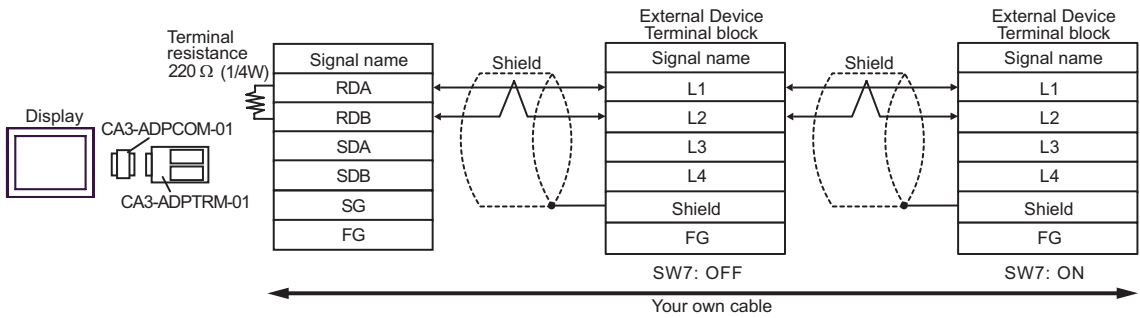 Display
CA3-ADPCOM-01
CA3-ADPTRM-01
Terminal
resistance
220 Ω (1/4W)
Signal name
RDA
RDB
SDA
SDB
SG
FG
Shield
External Device
Terminal block
Signal name
L1
L2
L3
L4
Shield
FG
SW7: OFF
Shield
External Device
Terminal block
Signal name
L1
L2
L3
L4
Shield
FG
SW7: ON
Your own cable